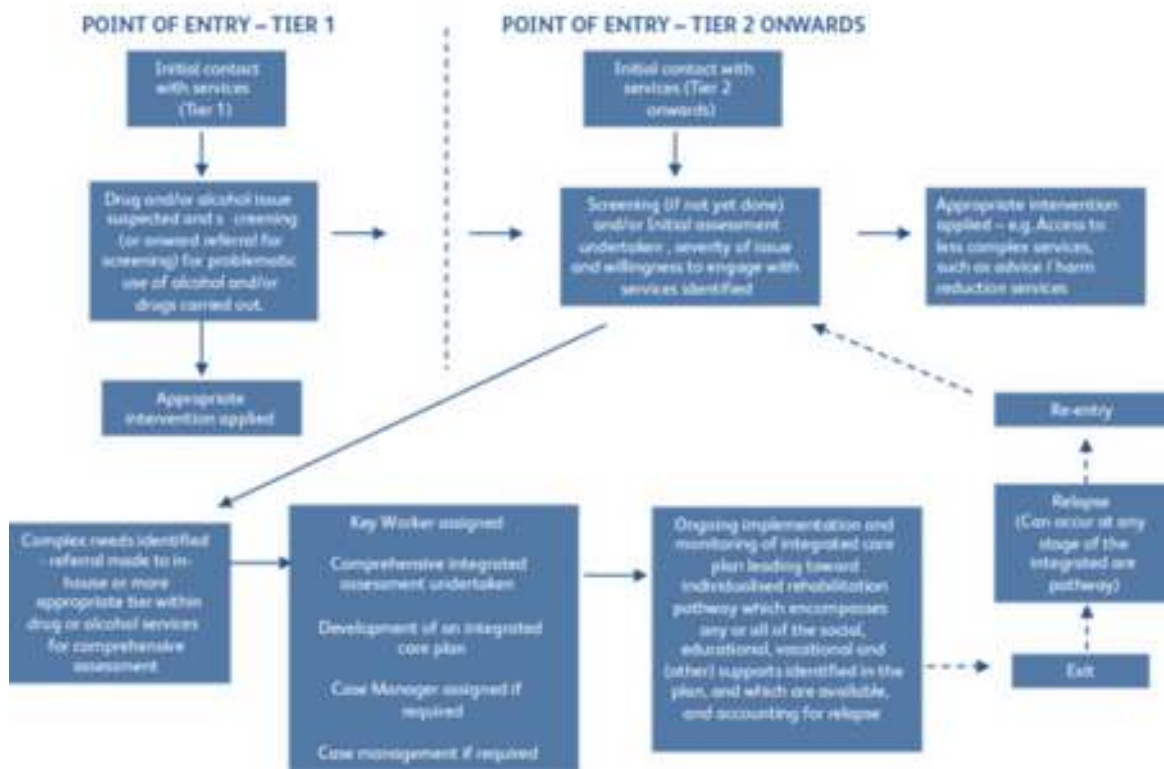 POINT OF ENTRY – TIER 1
POINT OF ENTRY – TIER 2 ONWARDS
Initial contact
with services
(Tier 1)
Initial contact with
services (Tier 2
onwards)
Drug and/or alcohol issue
suspected and s creening
(or onward referral for
screening) for problematic
use of alcohol and/or
drugs carried out.
Screening (if not yet done)
and/or Initial assessment
undertaken , severity of issue
and willingness to engage with
services identified
Appropriate intervention
applied – e.g. Access to
less complex services,
such as advice / harm
reduction services
Appropriate
intervention applied
Re-entry
Relapse
(Can occur at any
stage of the
integrated are
pathway)
Exit
Complex needs identified
- referral made to in-
house or more
appropriate tier within
drug or alcohol services
for comprehensive
assessment
Key Worker assigned
Comprehensive integrated
assessment undertaken
Development of an integrated
care plan
Case Manager assigned if
required
Case management if required
Ongoing implementation and
monitoring of integrated care
plan leading toward
individualised rehabilitation
pathway which encompasses
any or all of the social,
educational, vocational and
(other) supports identified in the
plan, and which are available,
and accounting for relapse